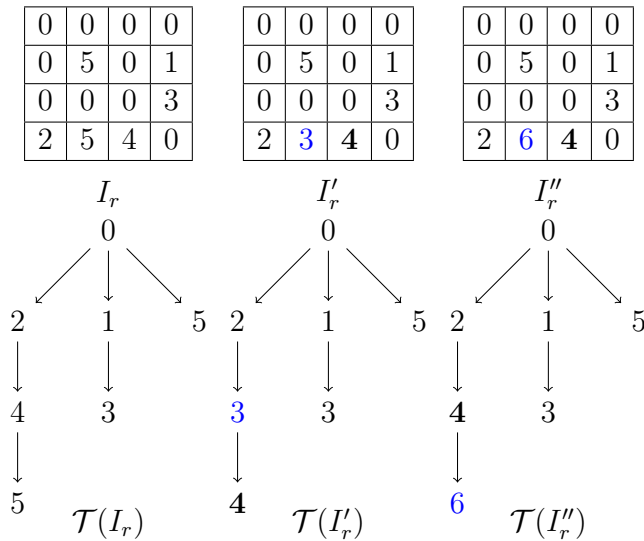 0 0 0 0 0 0 0 0 0 0 0 0
0 5 0 1 0 5 0 1 0 5 0 1
0 0 0 3 0 0 0 3 0 0 0 3
2 5 4 0 2 3 4 0 2 6 4 0
I_r I'_r I''_r
0 0 0
2 1 5 2 1 5 2 1 5
4 3 3 3 4 3
5 𝒯(I_r) 4 𝒯(I'_r) 6 𝒯(I''_r)